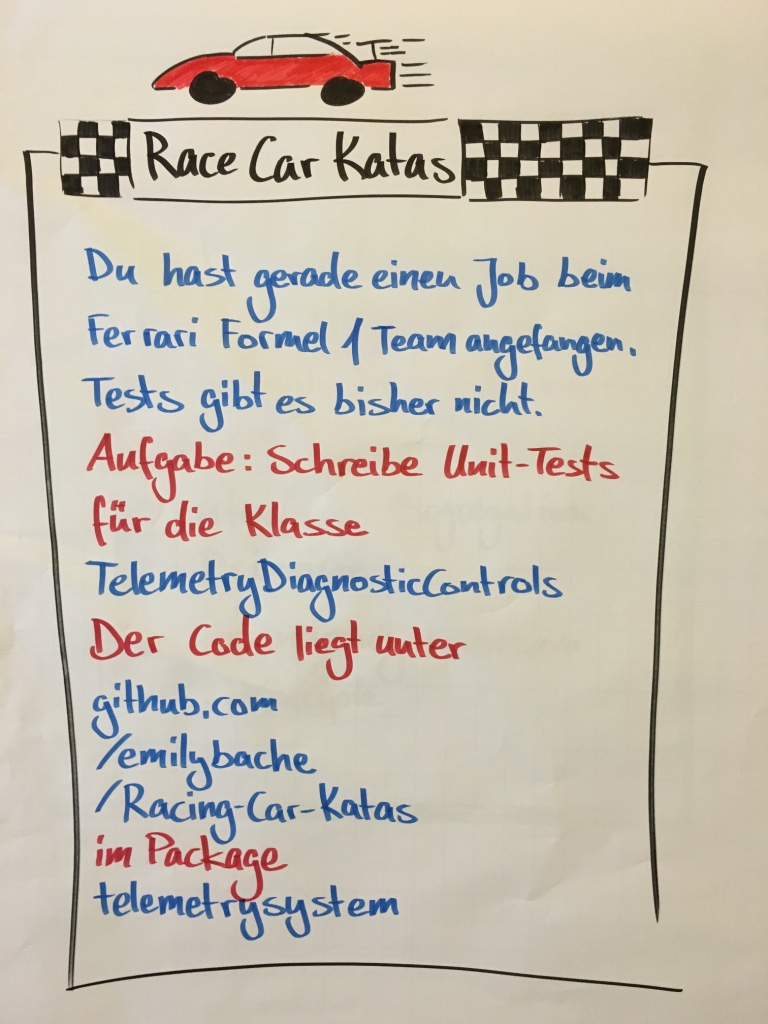 Race Car Katas
Du hast gerade einen Job beim
Ferrari Formel 1 Team angefangen.
Tests gibt es bisher nicht.
Aufgabe: Schreibe Unit-Tests
für die Klasse
TelemetryDiagnosticControls
Der Code liegt unter
github.com
/emilybache
/Racing-Car-Katas
im Package
telemetrysystem